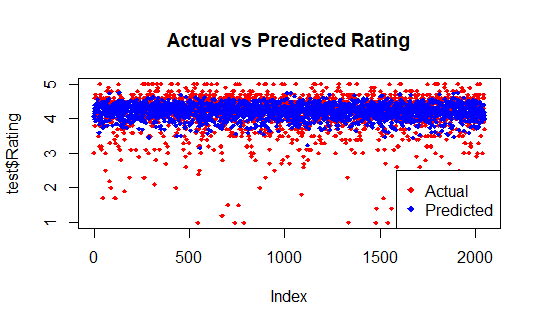 Actual vs Predicted Rating
test$Rating
5
4
3
2
1
Actual
Predicted
0 500 1000 1500 2000
Index